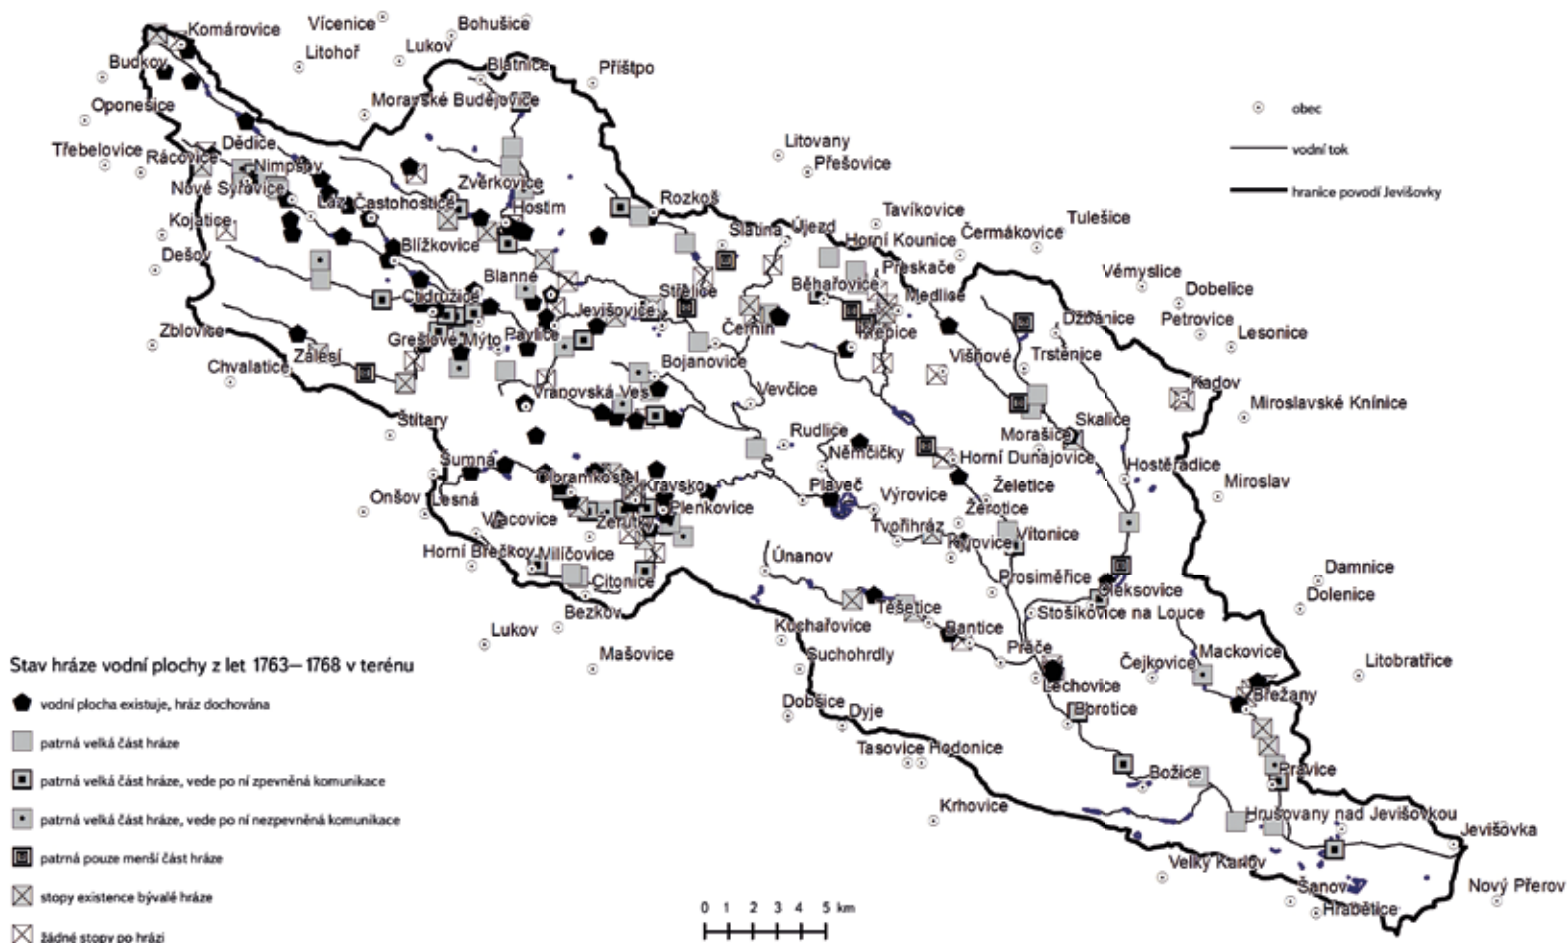 Komárovice
Vícenice
Bohušice
Litohoř
Lukov
Budkov
Blatnice
Příštpo
Oponešice
Moravské Budějovice
obec
Třebelovice
Rácovice
Dědice
Litovany
Přešovice
vodní tok
Nimpšov
Nové Syrovice
Zvěrkovice
hranice povodí Jevišovky
Láz
Častohostice
Hostim
Rozkoš
Kojatice
Slatina
Újezd
Tavíkovice
Tulešice
Dešov
Blížkovice
Horní Kounice
Čermákovice
Blanné
Přeskače
Vémyslice
Ctidružice
Střelice
Běhařovice
Medlice
Dobelice
Zblovice
Jevišovice
Černín
Křepice
Džbánice
Petrovice
Lesonice
Grešlové Mýto
Pavlice
Zálesí
Chvalatice
Bojanovice
Višňové
Trstěnice
Vranovská Ves
Vevčice
Kadov
Miroslavské Knínice
Štítary
Rudlice
Morašice
Skalice
Šumná
Němčičky
Horní Dunajovice
Hostěradice
Olbramkostel
Kravsko
Plaveč
Želetice
Miroslav
Onšov
Lesná
Plenkovice
Výrovice
Žerotice
Vracovice
Žerůtky
Tvořihráz
Vítonice
Kyjovice
Horní Břečkov
Milíčovice
Únanov
Prosiměřice
Damnice
Citonice
Oleksovice
Dolenice
Bezkov
Těšetice
Stošíkovice na Louce
Lukov
Kuchařovice
Bantice
Mašovice
Suchohrdly
Práče
Čejkovice
Mackovice
Litobratřice
Stav hráze vodní plochy z let 1763–1768 v terénu
Lechovice
Břežany
vodní plocha existuje, hráz dochována
Dobšice
Dyje
Borotice
patrná velká část hráze
Tasovice
Hodonice
patrná velká část hráze, vede po ní zpevněná komunikace
Božice
Pravice
Krhovice
patrná velká část hráze, vede po ní nezpevněná komunikace
Hrušovany nad Jevišovkou
Jevišovka
patrná pouze menší část hráze
Velký Karlov
Šanov
Nový Přerov
stopy existence bývalé hráze
Hrabětice
0 1 2 3 4 5 km
žádné stopy po hrázi